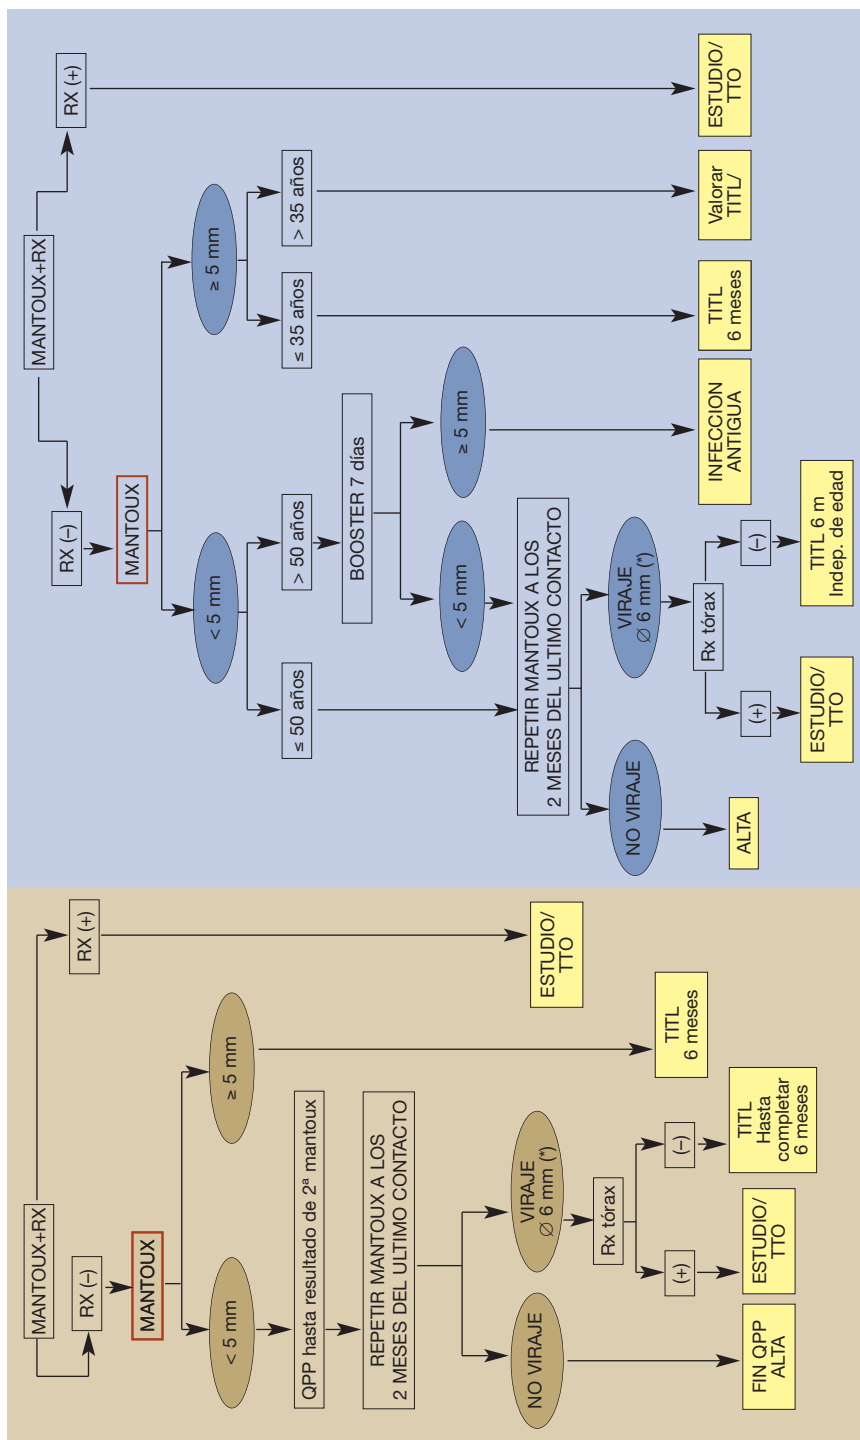 MANTOUX+RX
RX (–)
RX (+)
MANTOUX
< 5 mm
≥ 5 mm
QPP hasta resultado de 2ª mantoux
REPETIR MANTOUX A LOS
2 MESES DEL ULTIMO CONTACTO
NO VIRAJE
VIRAJE
∅ 6 mm (*)
Rx tórax
(+)
(–)
FIN QPP
ALTA
ESTUDIO/
TTO
TITL
Hasta
completar
6 meses
TITL
6 meses
ESTUDIO/
TTO
MANTOUX+RX
RX (–)
RX (+)
MANTOUX
< 5 mm
≥ 5 mm
≤ 50 años
> 50 años
≤ 35 años
> 35 años
BOOSTER 7 días
< 5 mm
≥ 5 mm
REPETIR MANTOUX A LOS
2 MESES DEL ULTIMO CONTACTO
NO VIRAJE
VIRAJE
∅ 6 mm (*)
Rx tórax
(+)
(–)
ALTA
ESTUDIO/
TTO
TITL 6 m
Indep. de edad
INFECCION
ANTIGUA
TITL
6 meses
Valorar
TITL/
ESTUDIO/
TTO